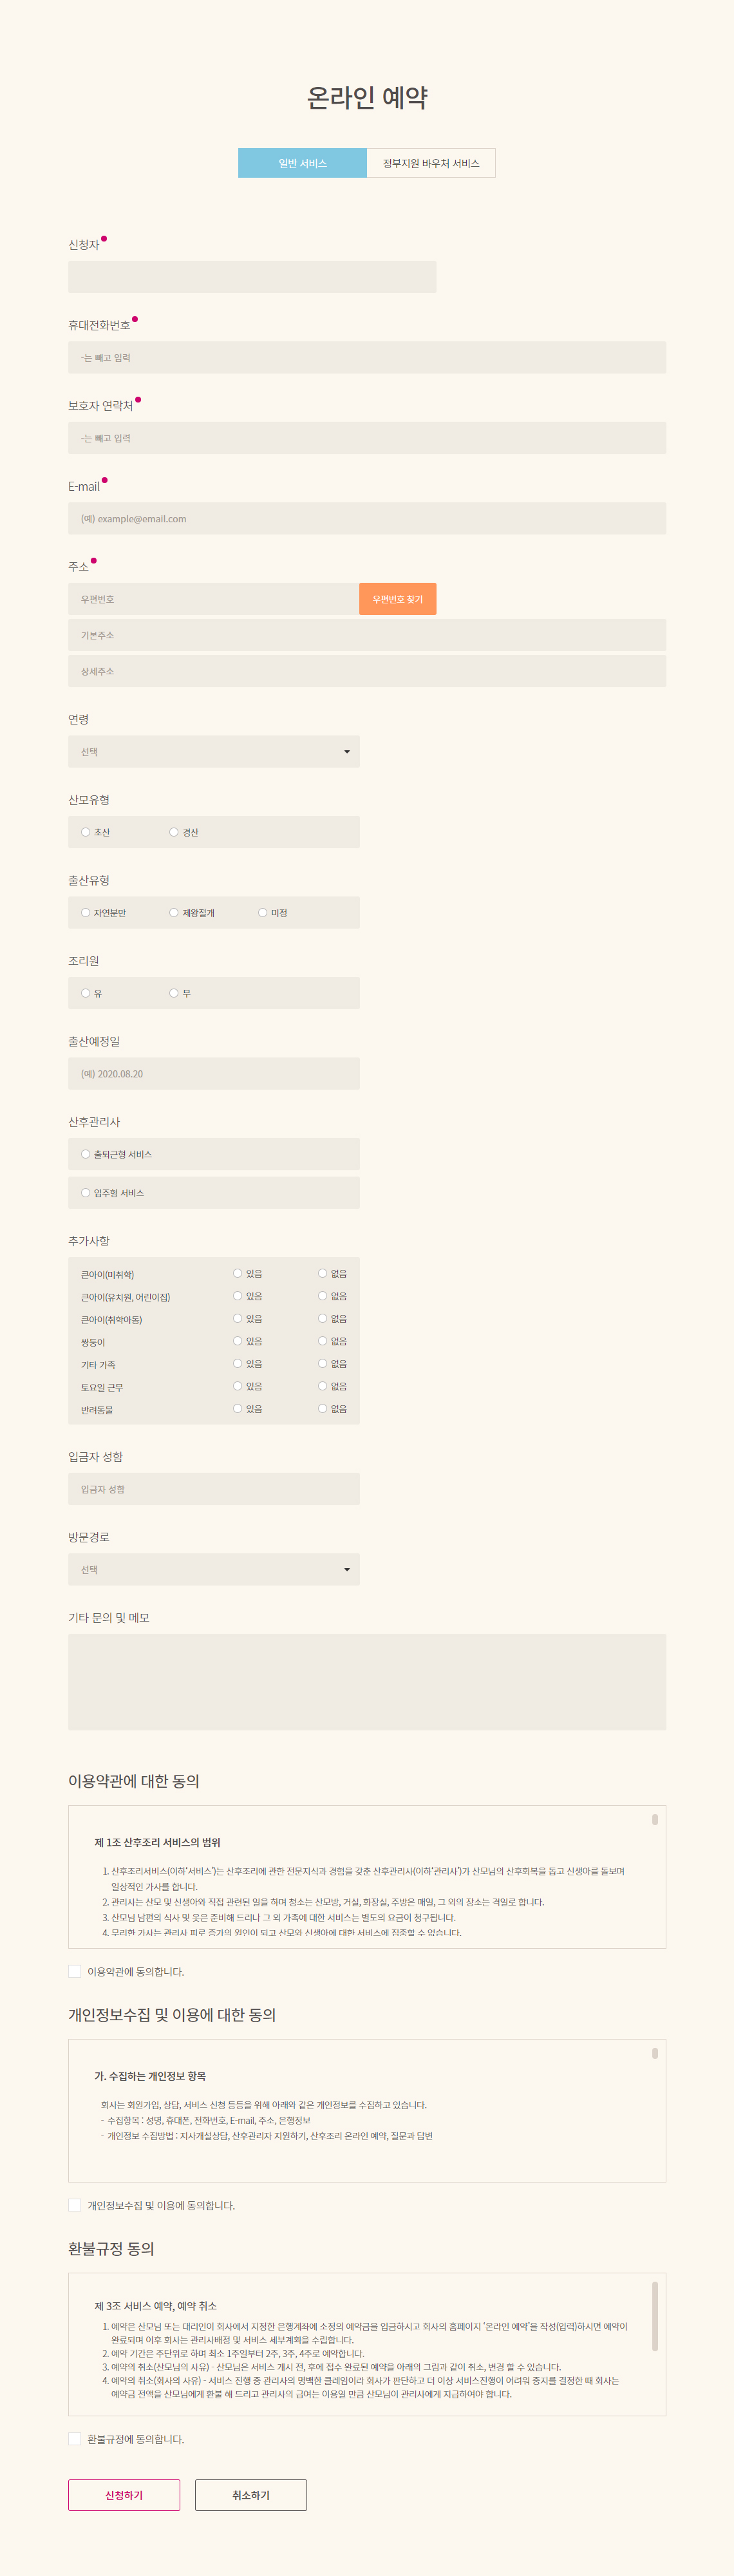 온라인 예약
일반 서비스
정부지원 바우처 서비스
신청자
휴대전화번호
-는 빼고 입력
보호자 연락처
-는 빼고 입력
E-mail
(예) example@email.com
주소
우편번호
우편번호 찾기
기본주소
상세주소
연령
선택
산모유형
초산
경산
출산유형
자연분만
제왕절개
미정
조리원
유
무
출산예정일
(예) 2020.08.20
산후관리사
출퇴근형 서비스
입주형 서비스
추가사항
큰아이(미취학) 있음 없음
큰아이(유치원, 어린이집) 있음 없음
큰아이(취학아동) 있음 없음
쌍둥이 있음 없음
기타 가족 있음 없음
토요일 근무 있음 없음
반려동물 있음 없음
입금자 성함
입금자 성함
방문경로
선택
기타 문의 및 메모
이용약관에 대한 동의
제 1조 산후조리 서비스의 범위
1. 산후조리서비스(이하'서비스')는 산후조리에 관한 전문지식과 경험을 갖춘 산후관리사(이하'관리사')가 산모님의 산후회복을 돕고 신생아를 돌보며
일상적인 가사를 합니다.
2. 관리사는 산모 및 신생아와 직접 관련된 일을 하며 청소는 산모방, 거실, 화장실, 주방은 매일, 그 외의 장소는 격일로 합니다.
3. 산모님 남편의 식사 및 옷은 준비해 드리나 그 외 가족에 대한 서비스는 별도의 요금이 청구됩니다.
4. 무리한 가사는 관리사 피로 증가의 원인이 되고 산모와 신생아에 대한 서비스에 집중할 수 없습니다.
이용약관에 동의합니다.
개인정보수집 및 이용에 대한 동의
가. 수집하는 개인정보 항목
회사는 회원가입, 상담, 서비스 신청 등등을 위해 아래와 같은 개인정보를 수집하고 있습니다.
- 수집항목 : 성명, 휴대폰, 전화번호, E-mail, 주소, 은행정보
- 개인정보 수집방법 : 지사개설상담, 산후관리자 지원하기, 산후조리 온라인 예약, 질문과 답변
개인정보수집 및 이용에 동의합니다.
환불규정 동의
제 3조 서비스 예약, 예약 취소
1. 예약은 산모님 또는 대리인이 회사에서 지정한 은행계좌에 소정의 예약금을 입금하시고 회사의 홈페이지 '온라인 예약'을 작성(입력)하시면 예약이
완료되며 이후 회사는 관리사배정 및 서비스 세부계획을 수립합니다.
2. 예약 기간은 주단위로 하며 최소 1주일부터 2주, 3주, 4주로 예약합니다.
3. 예약의 취소(산모님의 사유) - 산모님은 서비스 개시 전, 후에 접수 완료된 예약을 아래의 그림과 같이 취소, 변경 할 수 있습니다.
4. 예약의 취소(회사의 사유) - 서비스 진행 중 관리사의 명백한 클레임이라 회사가 판단하고 더 이상 서비스진행이 어려워 중지를 결정한 때 회사는
예약금 전액을 산모님에게 환불 해 드리고 관리사의 급여는 이용일 만큼 산모님이 관리사에게 지급하여야 합니다.
환불규정에 동의합니다.
신청하기
취소하기